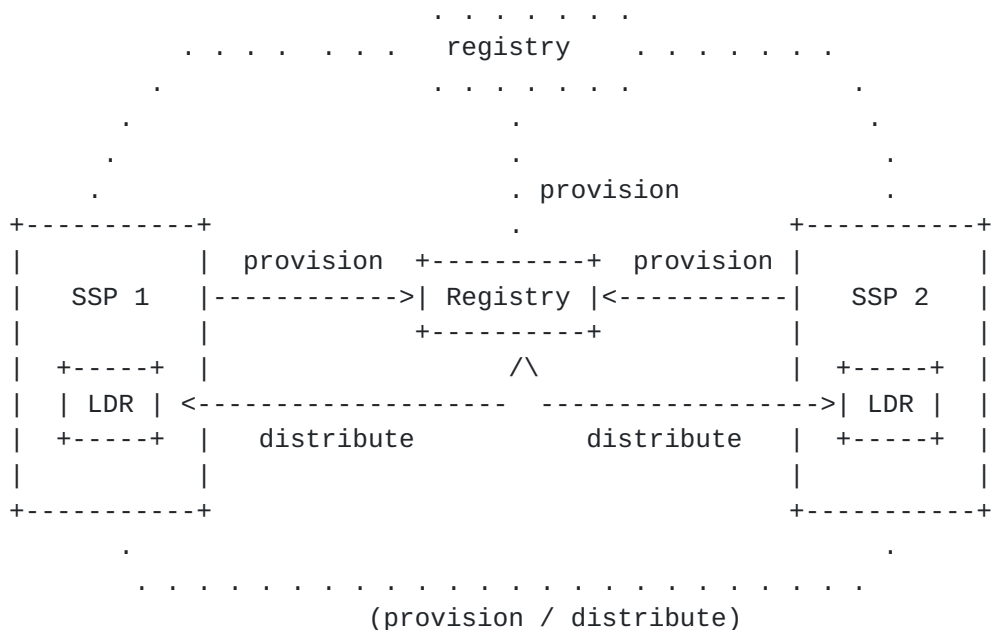 . . . . . . .
. . . .  . . .   registry    . . . . . . .
.                 . . . . . . .              .
.                        .                      .
.                         .                      .
.                          . provision             .
+-----------+                   .                 +-----------+
|           |  provision  +----------+  provision |           |
|   SSP 1   |------------>| Registry |<-----------|   SSP 2   |
|           |             +----------+            |           |
|  +-----+  |                   /\                |  +-----+  |
|  | LDR | <--------------------  ------------------>| LDR |  |
|  +-----+  |   distribute           distribute   |  +-----+  |
|           |                                     |           |
+-----------+                                     +-----------+
.                                                .
. . . . . . . . . . . . . . . . . . . . . . . .
(provision / distribute)